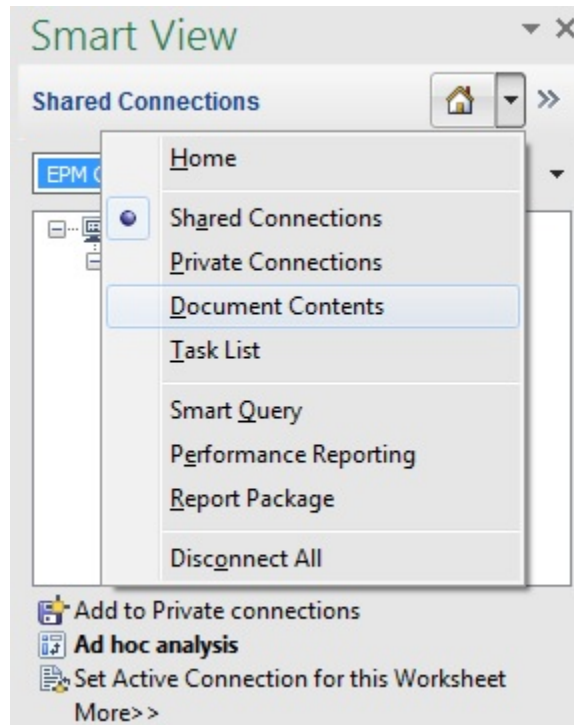 Smart View
Shared Connections
EPM
Home
Shared Connections
Private Connections
Document Contents
Task List
Smart Query
Performance Reporting
Report Package
Disconnect All
Add to Private connections
Ad hoc analysis
Set Active Connection for this Worksheet
More>>